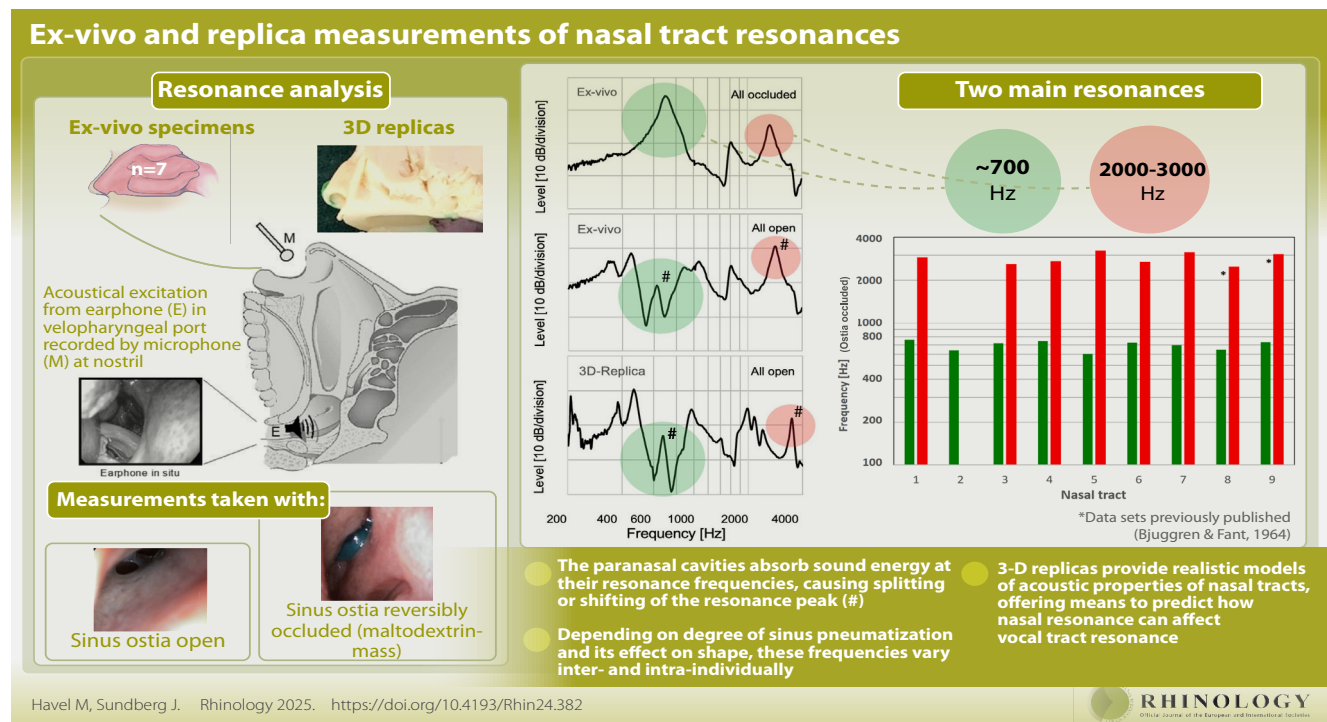 Ex-vivo and replica measurements of nasal tract resonances
Resonance analysis
Ex-vivo specimens
3D replicas
n=7
M
Acoustical excitation
from earphone (E) in
velopharyngeal port
recorded by microphone
(M) at nostril
E
Earphone in situ
Measurements taken with:
Sinus ostia open
Sinus ostia reversibly
occluded (maltodextrin-
mass)
Ex-vivo
All occluded
Level [10 dB/division]
Ex-vivo
All open
#
#
Level [10 dB/division]
3D-Replica
All open
#
#
Level [10 dB/division]
200 400 600 1000 2000 4000
Frequency [Hz]
Two main resonances
~700
Hz
2000-3000
Hz
4000
2000
1000
800
400
200
100
Frequency [Hz] (Ostia occluded)
* *
1 2 3 4 5 6 7 8 9
Nasal tract
*Data sets previously published
(Bjuggren & Fant, 1964)
The paranasal cavities absorb sound energy at
their resonance frequencies, causing splitting
or shifting of the resonance peak (#)
Depending on degree of sinus pneumatization
and its effect on shape, these frequencies vary
inter- and intra-individually
3-D replicas provide realistic models
of acoustic properties of nasal tracts,
offering means to predict how
nasal resonance can affect
vocal tract resonance
Havel M, Sundberg J. Rhinology 2025. https://doi.org/10.4193/Rhin24.382
RHINOLOGY
Official Journal of the European and International Societies